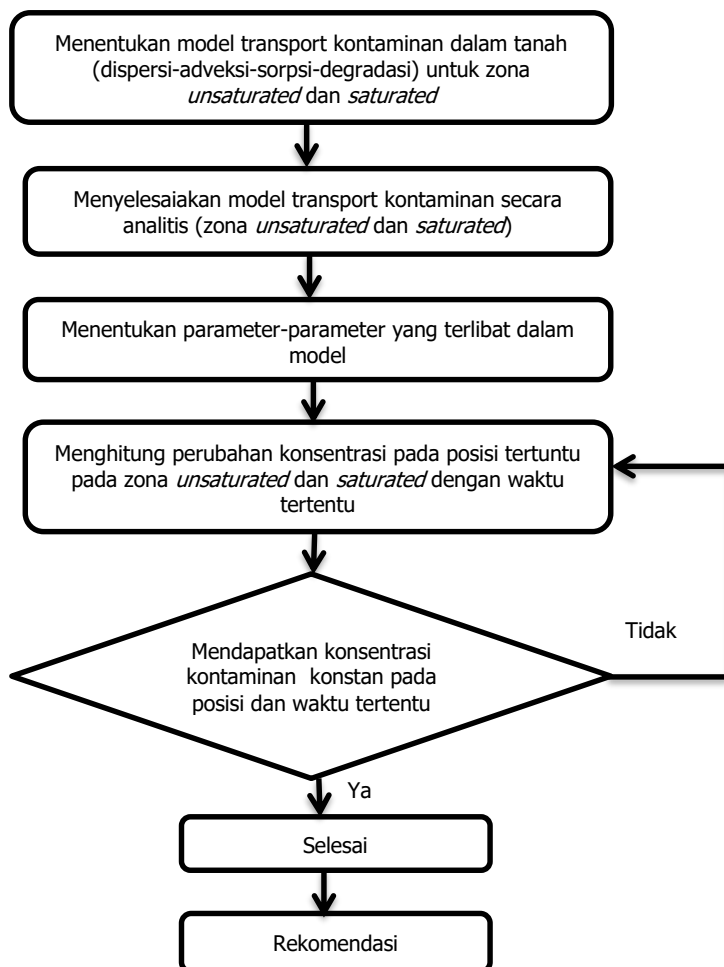 Menentukan model transport kontaminan dalam tanah
(dispersi-adveksi-sorpsi-degradasi) untuk zona
unsaturated dan saturated
Menyelesaiakan model transport kontaminan secara
analitis (zona unsaturated dan saturated)
Menentukan parameter-parameter yang terlibat dalam
model
Menghitung perubahan konsentrasi pada posisi tertuntu
pada zona unsaturated dan saturated dengan waktu
tertentu
Tidak
Mendapatkan konsentrasi
kontaminan konstan pada
posisi dan waktu tertentu
Ya
Selesai
Rekomendasi